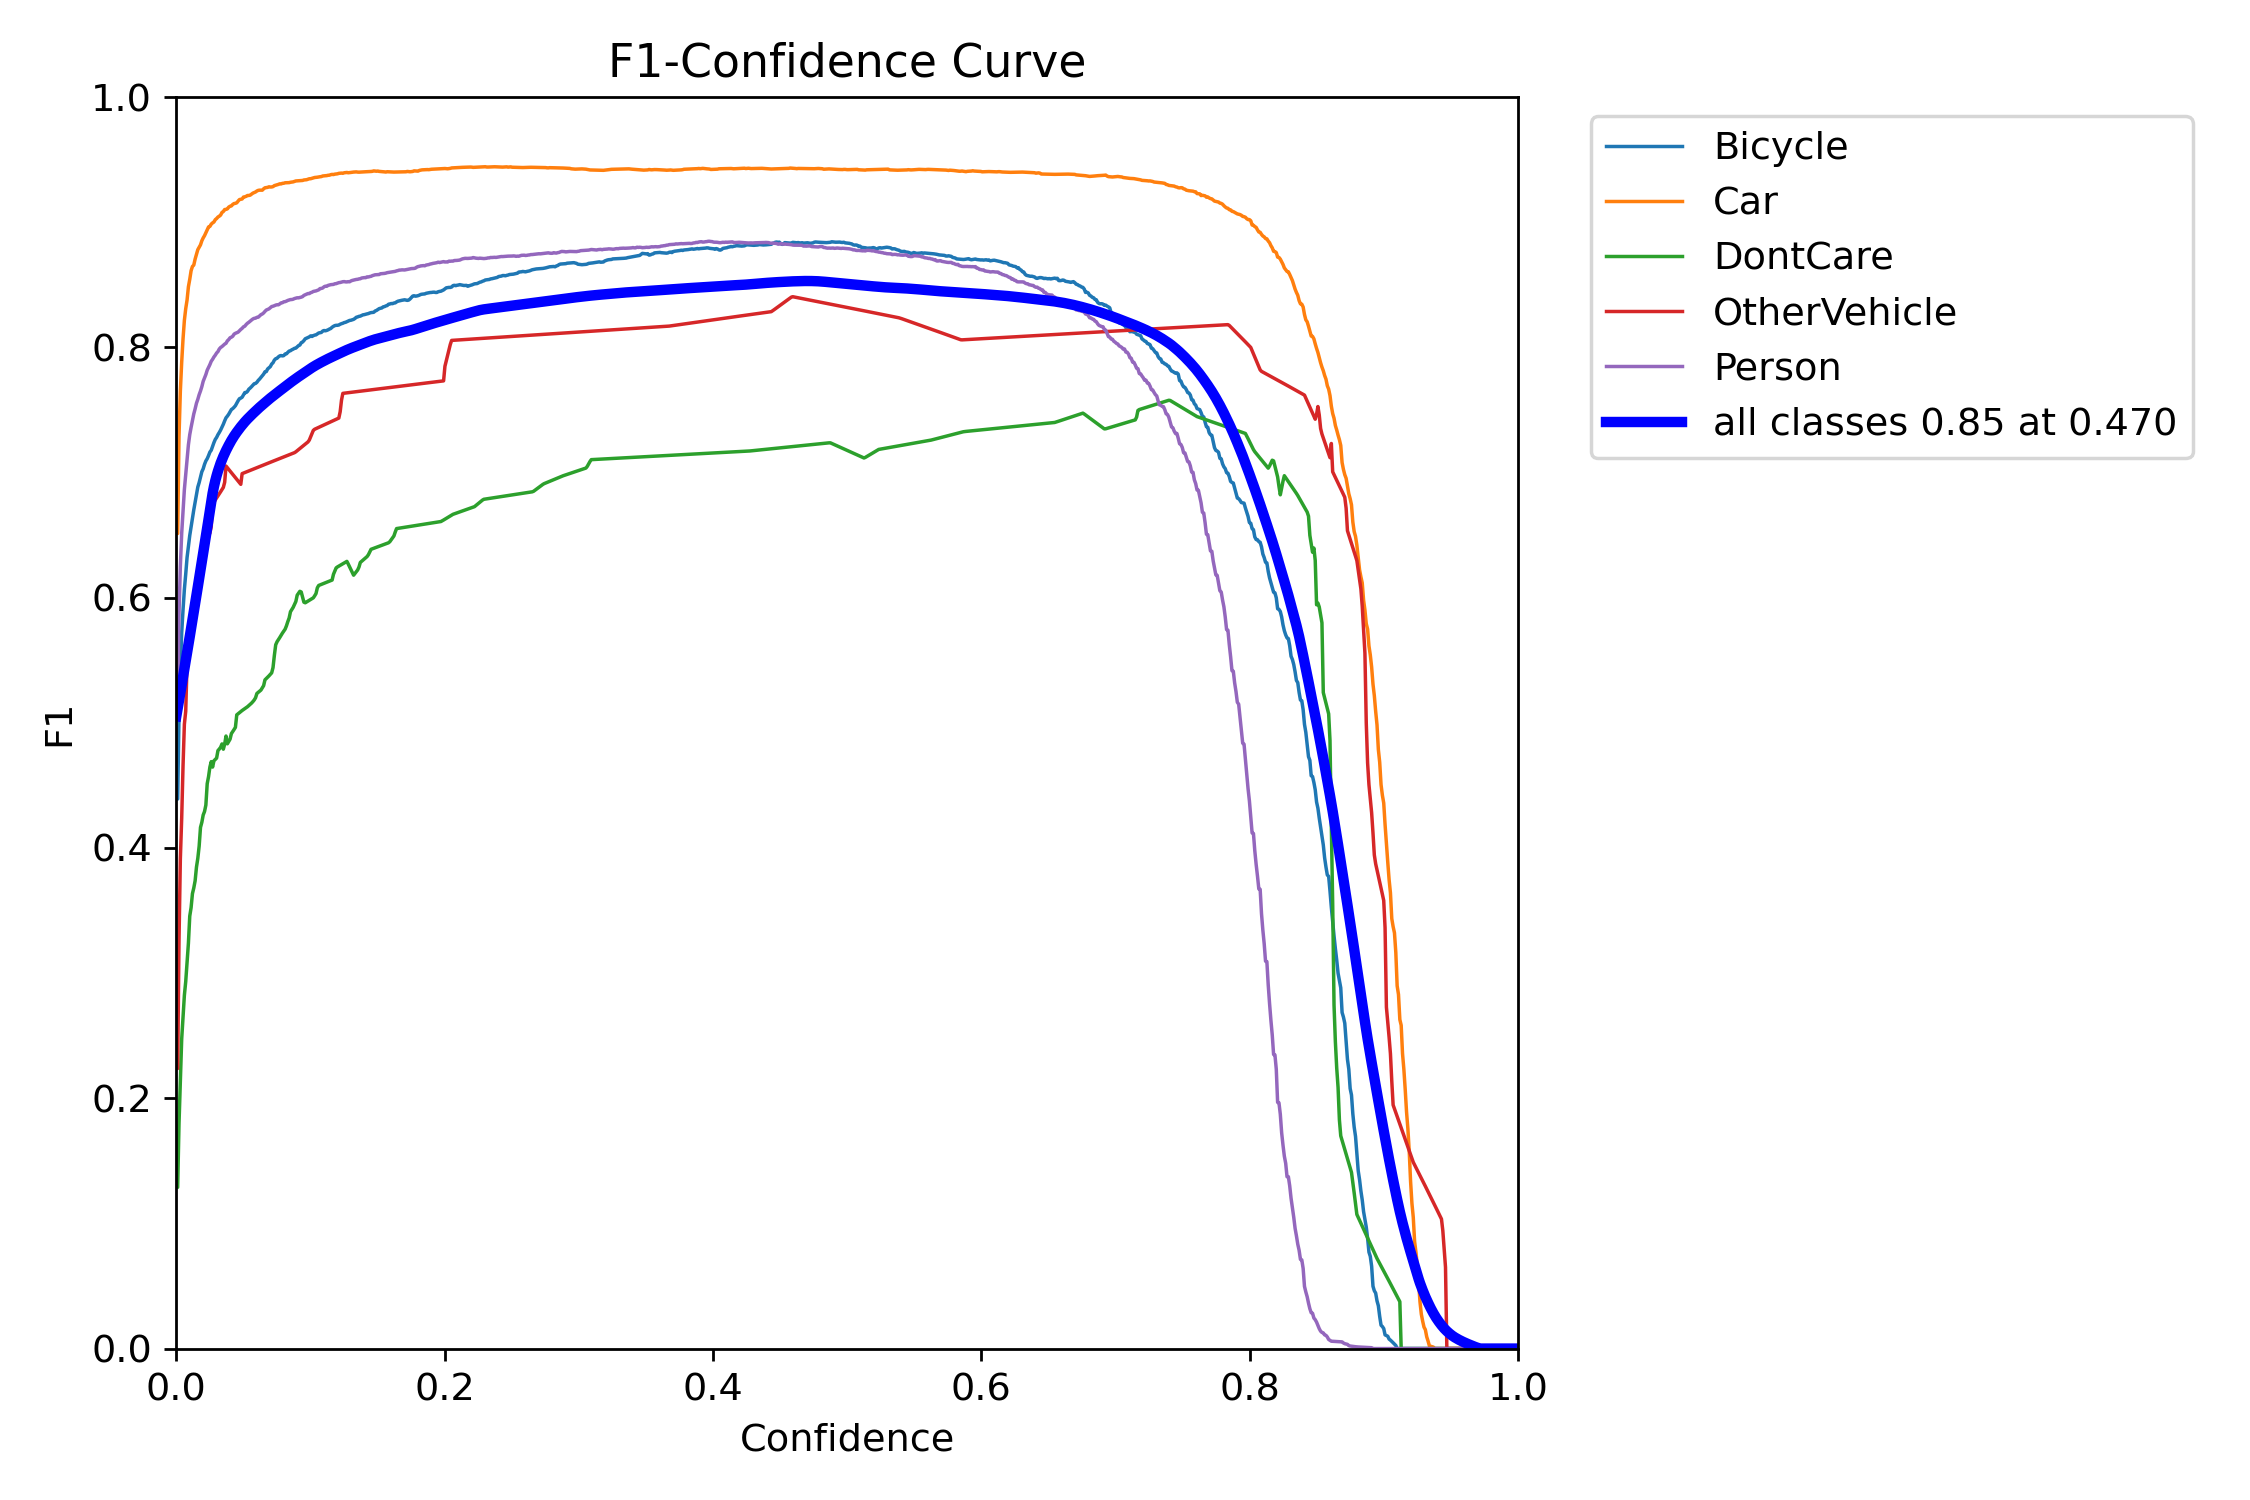 F1-Confidence Curve
1.0
0.8
0.6
0.4
0.2
0.0
F1
0.0 0.2 0.4 0.6 0.8 1.0
Confidence
Bicycle
Car
DontCare
OtherVehicle
Person
all classes 0.85 at 0.470